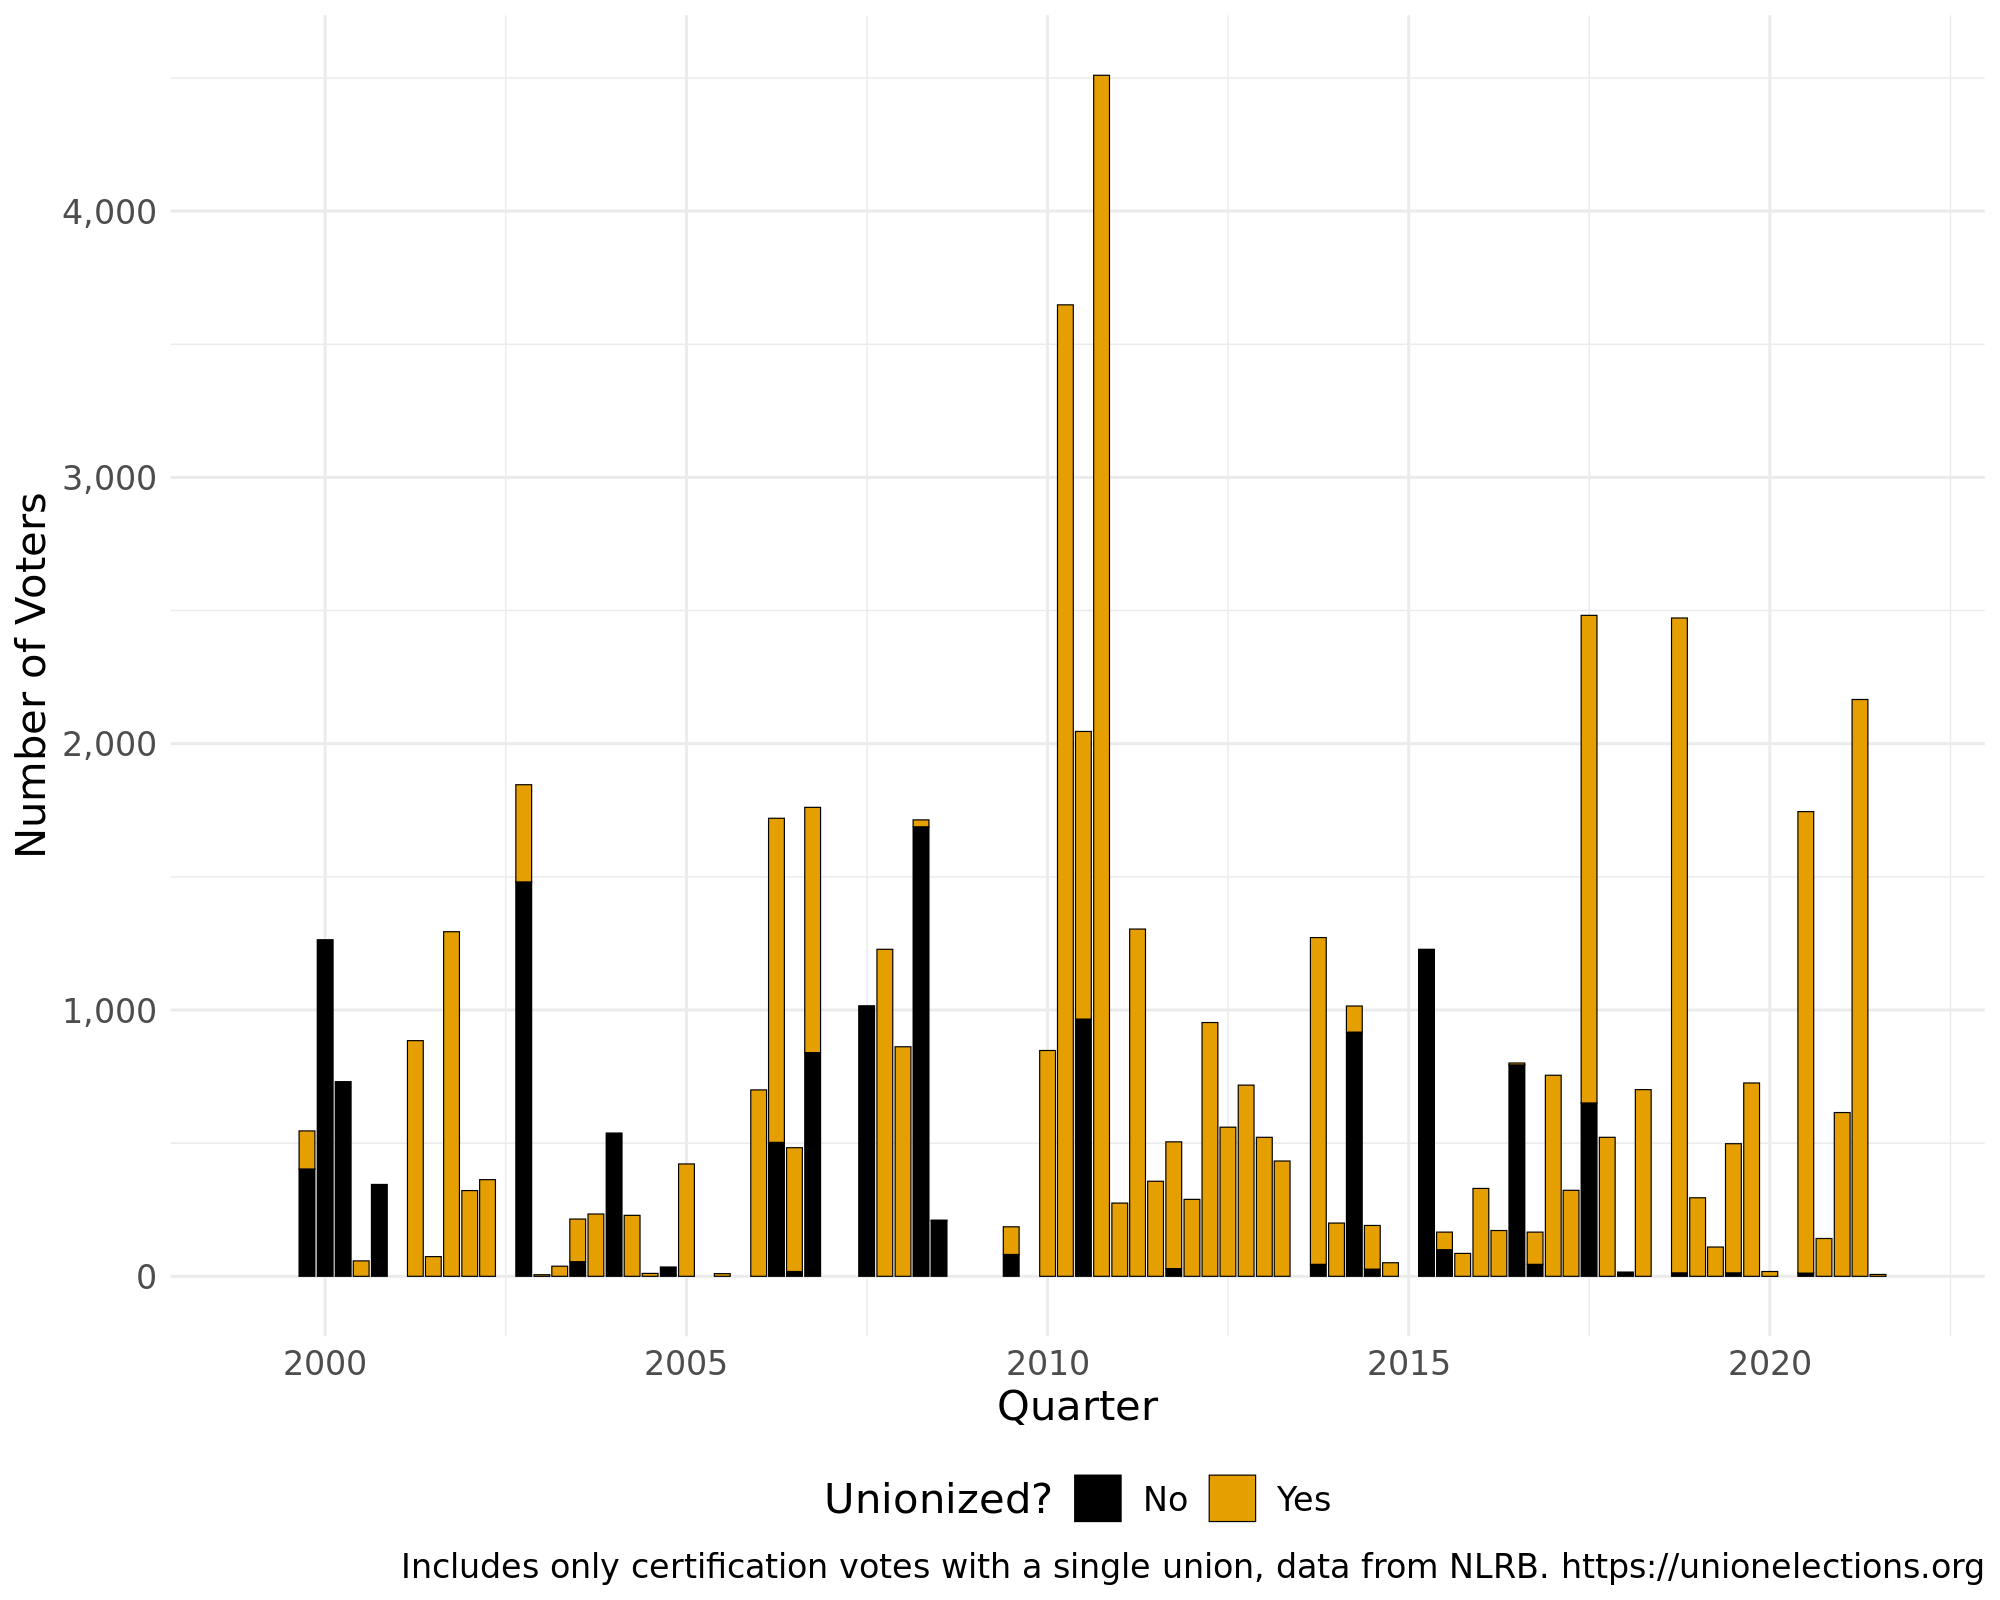 Number of Voters
4,000
3,000
2,000
1,000
0
2000 2005 2010 2015 2020
Quarter
Unionized? No Yes
Includes only certification votes with a single union, data from NLRB. https://unionelections.org